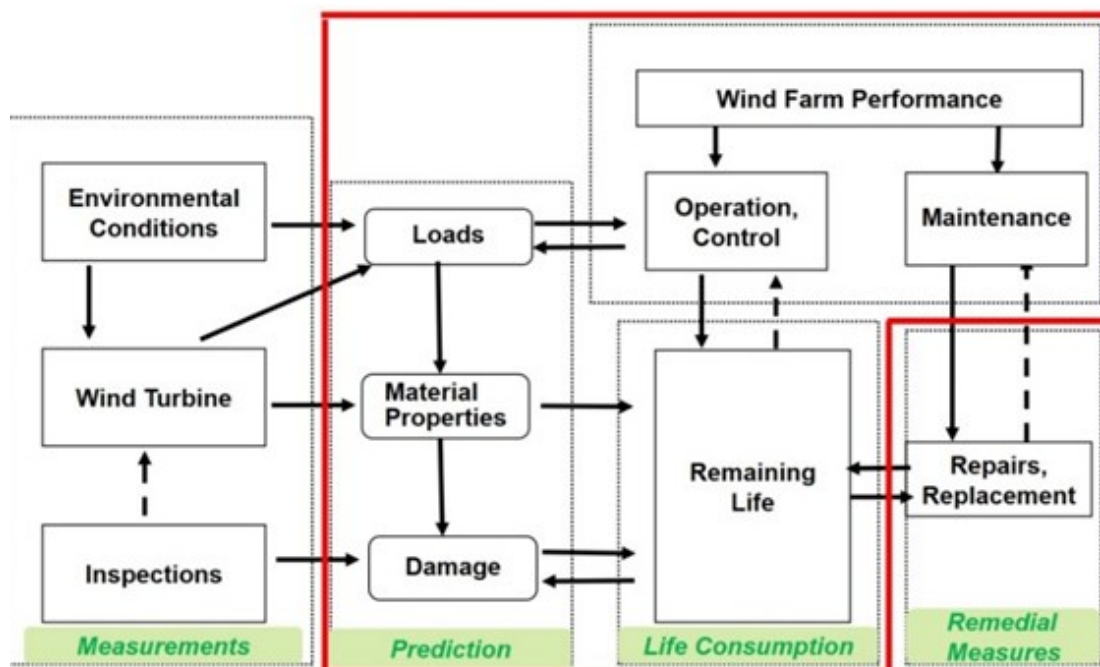 Wind Farm Performance
Environmental
Conditions
Loads
Operation,
Control
Maintenance
Wind Turbine
Material
Properties
Remaining
Life
Repairs,
Replacement
Inspections
Damage
Measurements
Prediction
Life Consumption
Remedial
Measures